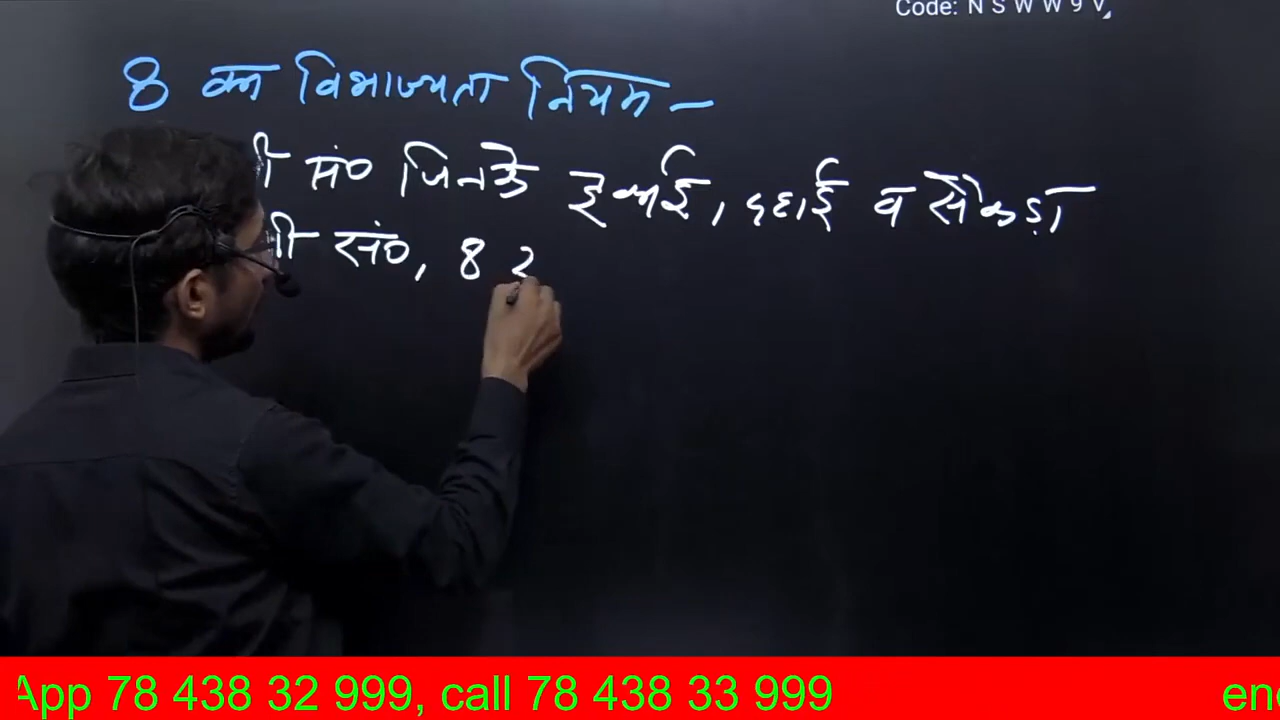 Code: N S W W 9 V
8 का विभाज्यता नियम –
सं० जिनके इकाई, दहाई व सैकड़ा
सं०, 8
App 78 438 32 999, call 78 438 33 999